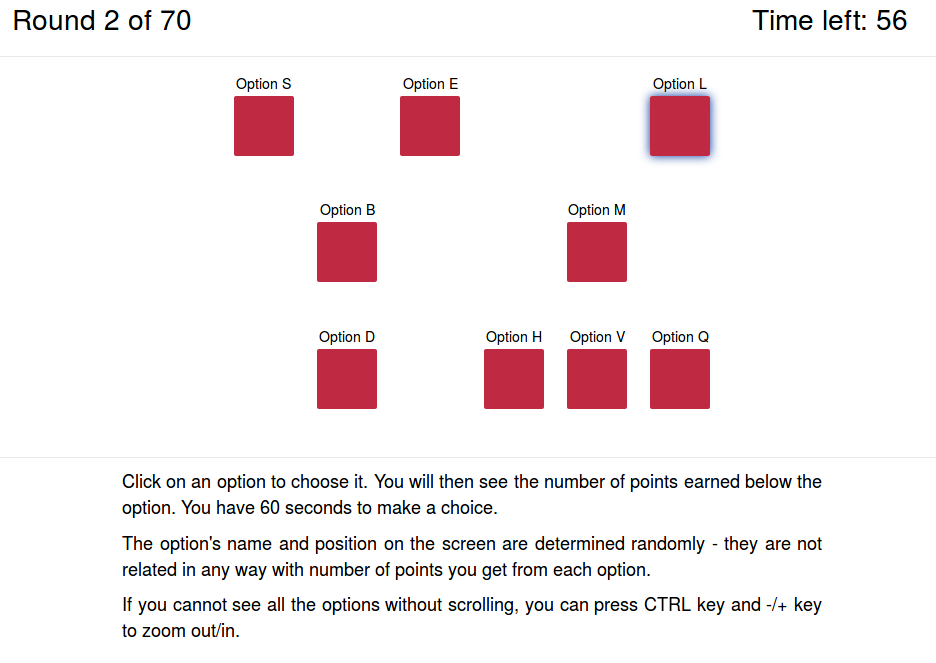 Round 2 of 70 Time left: 56
Option S Option E Option L
Option B Option M
Option D Option H Option V Option Q
Click on an option to choose it. You will then see the number of points earned below the
option. You have 60 seconds to make a choice.
The option's name and position on the screen are determined randomly - they are not
related in any way with number of points you get from each option.
If you cannot see all the options without scrolling, you can press CTRL key and -/+ key
to zoom out/in.